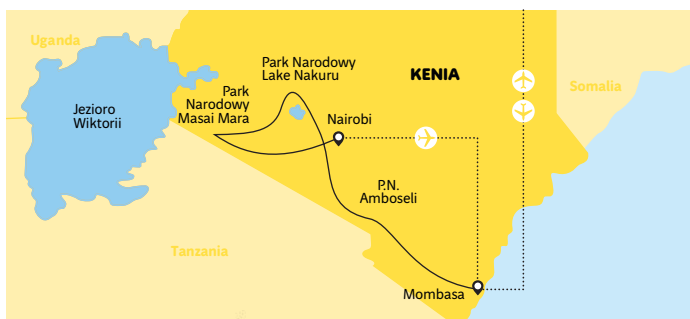 Uganda
Park Narodowy
Lake Nakuru
KENIA
Somalia
Park
Narodowy
Masai Mara
Jezioro
Wiktorii
Nairobi
P.N.
Amboseli
Tanzania
Mombasa